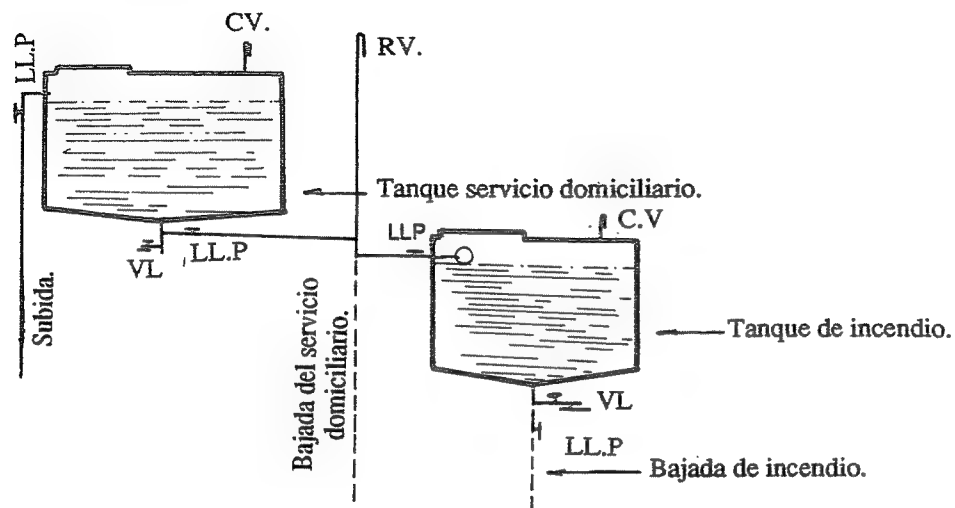 CV.
RV.
LL.P
Tanque servicio domiciliario.
C.V
LLP
LL.P
VL
Subida.
Bajada del servicio
domiciliario.
Tanque de incendio.
VL
LL.P
Bajada de incendio.